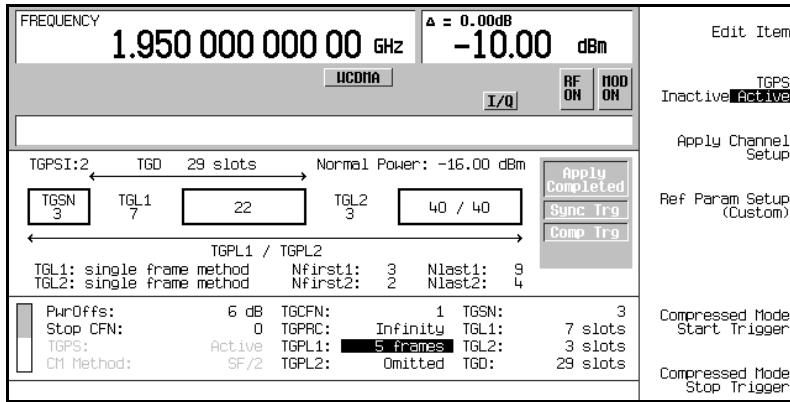 FREQUENCY
1.950 000 000 00 GHz
Δ = 0.00dB
-10.00 dBm
WCDMA
I/Q
RF ON
MOD ON
TGPSI:2 TGD 29 slots Normal Power: -16.00 dBm
TGSN 3
TGL1 7
22
TGL2 3
40 / 40
Apply Completed
Sync Trg
Comp Trg
TGPL1 / TGPL2
TGL1: single frame method Nfirst1: 3 Nlast1: 9
TGL2: single frame method Nfirst2: 2 Nlast2: 4
PwrOffs: 6 dB TGCFN: 1 TGSN: 3
Stop CFN: 0 TGPRC: Infinity TGL1: 7 slots
TGPS: Active TGPL1: 5 frames TGL2: 3 slots
CM Method: SF/2 TGPL2: Omitted TGD: 29 slots
Edit Item
TGPS
Inactive Active
Apply Channel
Setup
Ref Param Setup
(Custom)
Compressed Mode
Start Trigger
Compressed Mode
Stop Trigger